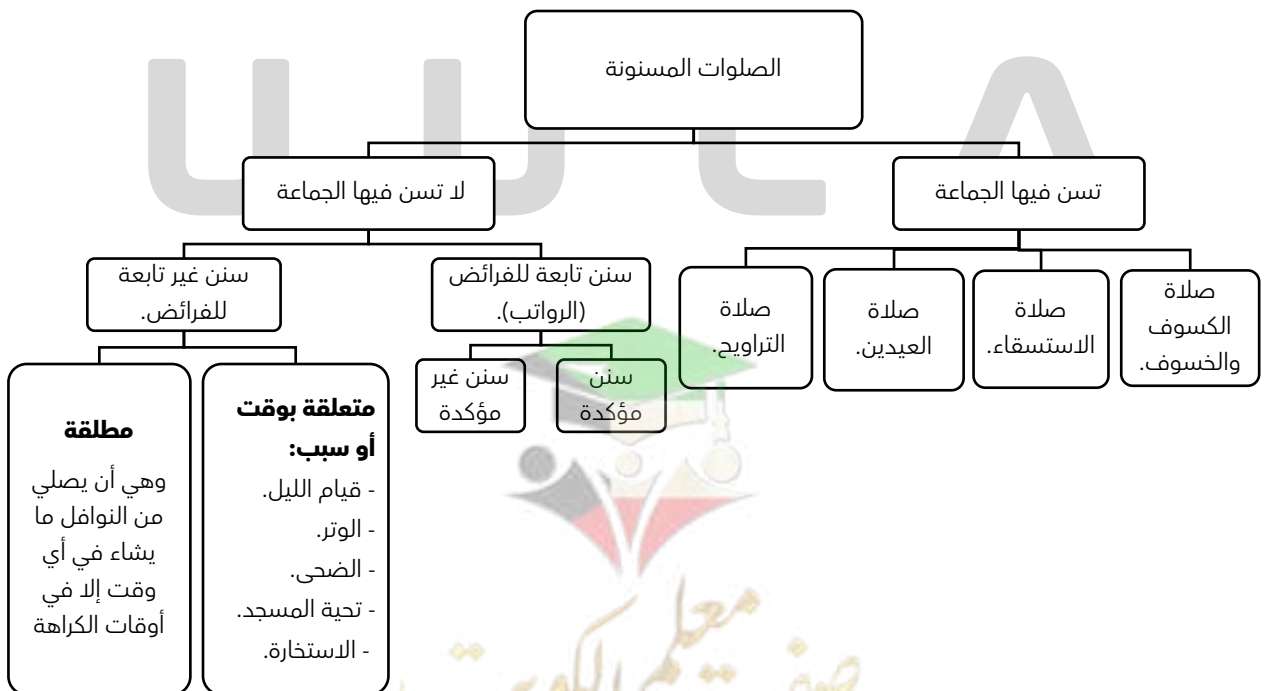 الصلوات المسنونة
تسن فيها الجماعة
لا تسن فيها الجماعة
صلاة
الكسوف
والخسوف.
صلاة
الاستسقاء.
صلاة
العيدين.
صلاة
التراويح.
سنن تابعة للفرائض
(الرواتب).
سنن غير تابعة
للفرائض.
سنن
مؤكدة
سنن غير
مؤكدة
متعلقة بوقت
أو سبب:
- قيام الليل.
- الوتر.
- الضحى.
- تحية المسجد.
- الاستخارة.
مطلقة
وهي أن يصلي
من النوافل ما
يشاء في أي
وقت إلا في
أوقات الكراهة
U U L A